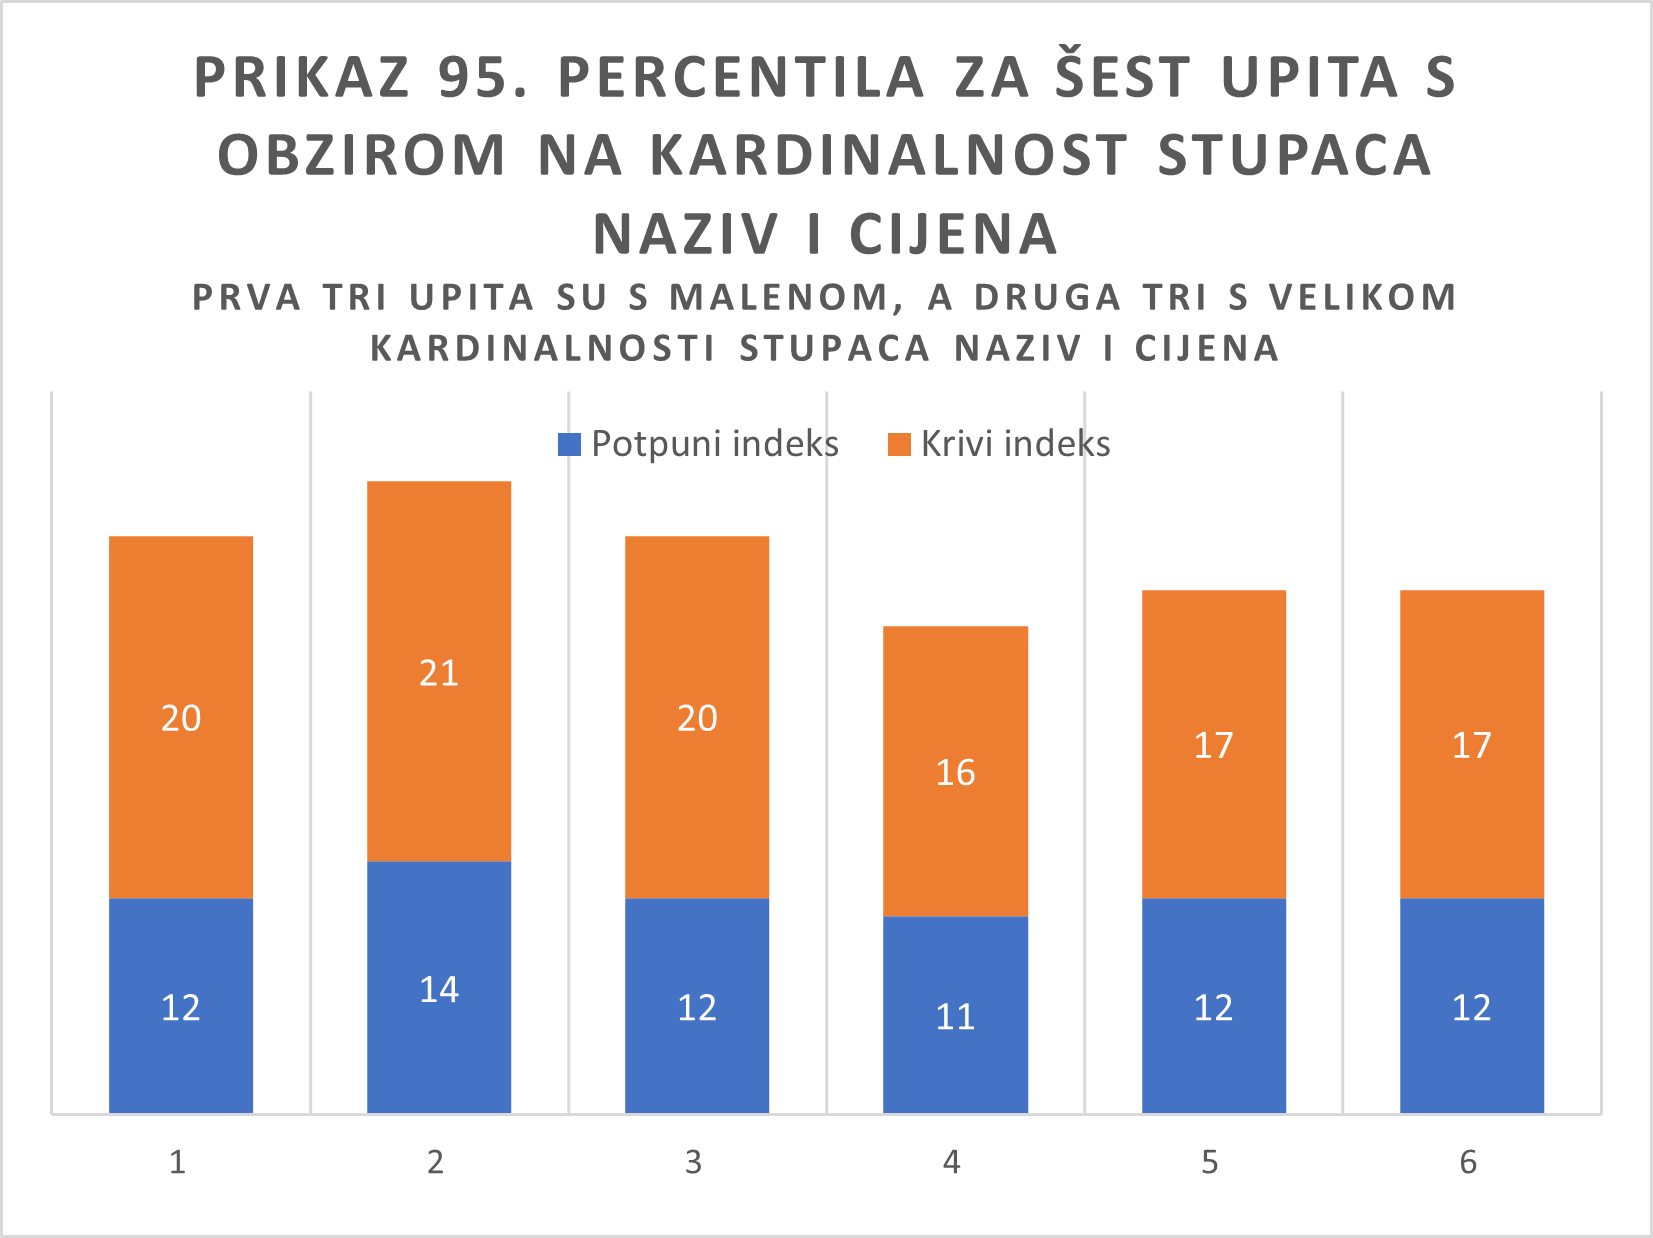 PRIKAZ 95. PERCENTILA ZA ŠEST UPITA S
OBZIROM NA KARDINALNOST STUPACA
NAZIV I CIJENA
PRVA TRI UPITA SU S MALENOM, A DRUGA TRI S VELIKOM
KARDINALNOSTI STUPACA NAZIV I CIJENA
Potpuni indeks Krivi indeks
20 21 20 16 17 17
12 14 12 11 12 12
1 2 3 4 5 6